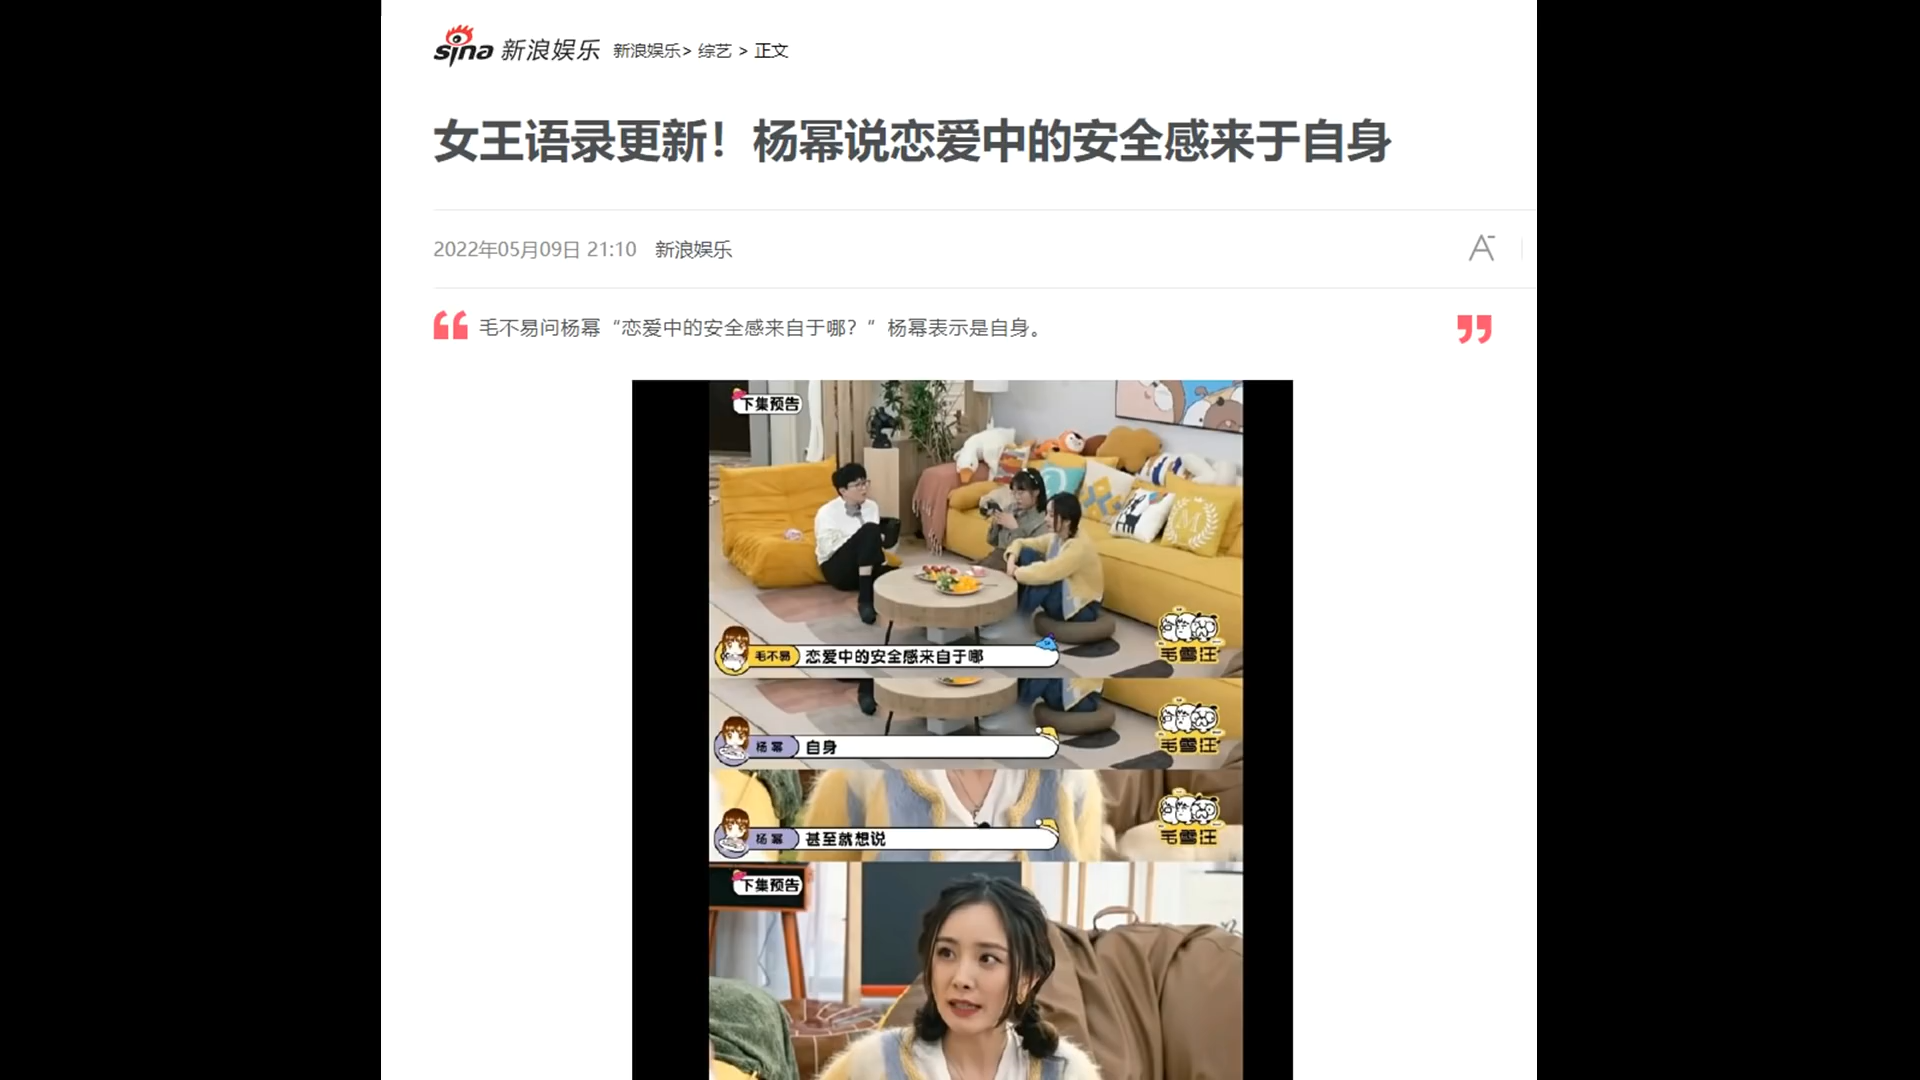 sina 新浪娱乐 新浪娱乐> 综艺 > 正文
女王语录更新！杨幂说恋爱中的安全感来于自身
2022年05月09日 21:10 新浪娱乐
A-
毛不易问杨幂“恋爱中的安全感来自于哪？”杨幂表示是自身。
下集预告
M
毛不易 恋爱中的安全感来自于哪
毛雪汪
杨幂 自身
毛雪汪
杨幂 甚至就想说
毛雪汪
下集预告